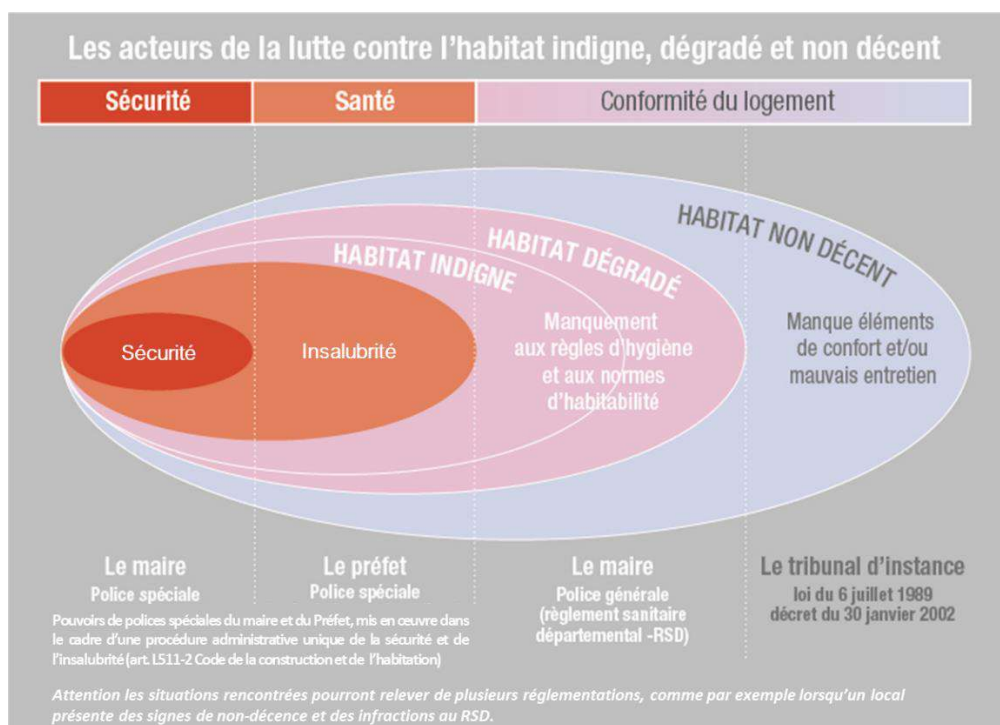 Les acteurs de la lutte contre l'habitat indigne, dégradé et non décent
Sécurité
Santé
Conformité du logement
HABITAT INDIGNE
HABITAT DÉGRADÉ
HABITAT NON DÉCENT
Sécurité
Insalubrité
Manquement
aux règles d'hygiène
et aux normes
d'habitabilité
Manque éléments
de confort et/ou
mauvais entretien
Le maire
Police spéciale
Le préfet
Police spéciale
Pouvoirs de polices spéciales du maire et du Préfet, mis en œuvre dans
le cadre d'une procédure administrative unique de la sécurité et de
l'insalubrité (art. L511-2 Code de la construction et de l'habitation)
Le maire
Police générale
(règlement sanitaire
départemental -RSD)
Le tribunal d'instance
loi du 6 juillet 1989
décret du 30 janvier 2002
Attention les situations rencontrées pourront relever de plusieurs réglementations, comme par exemple lorsqu'un local
présente des signes de non-décence et des infractions au RSD.